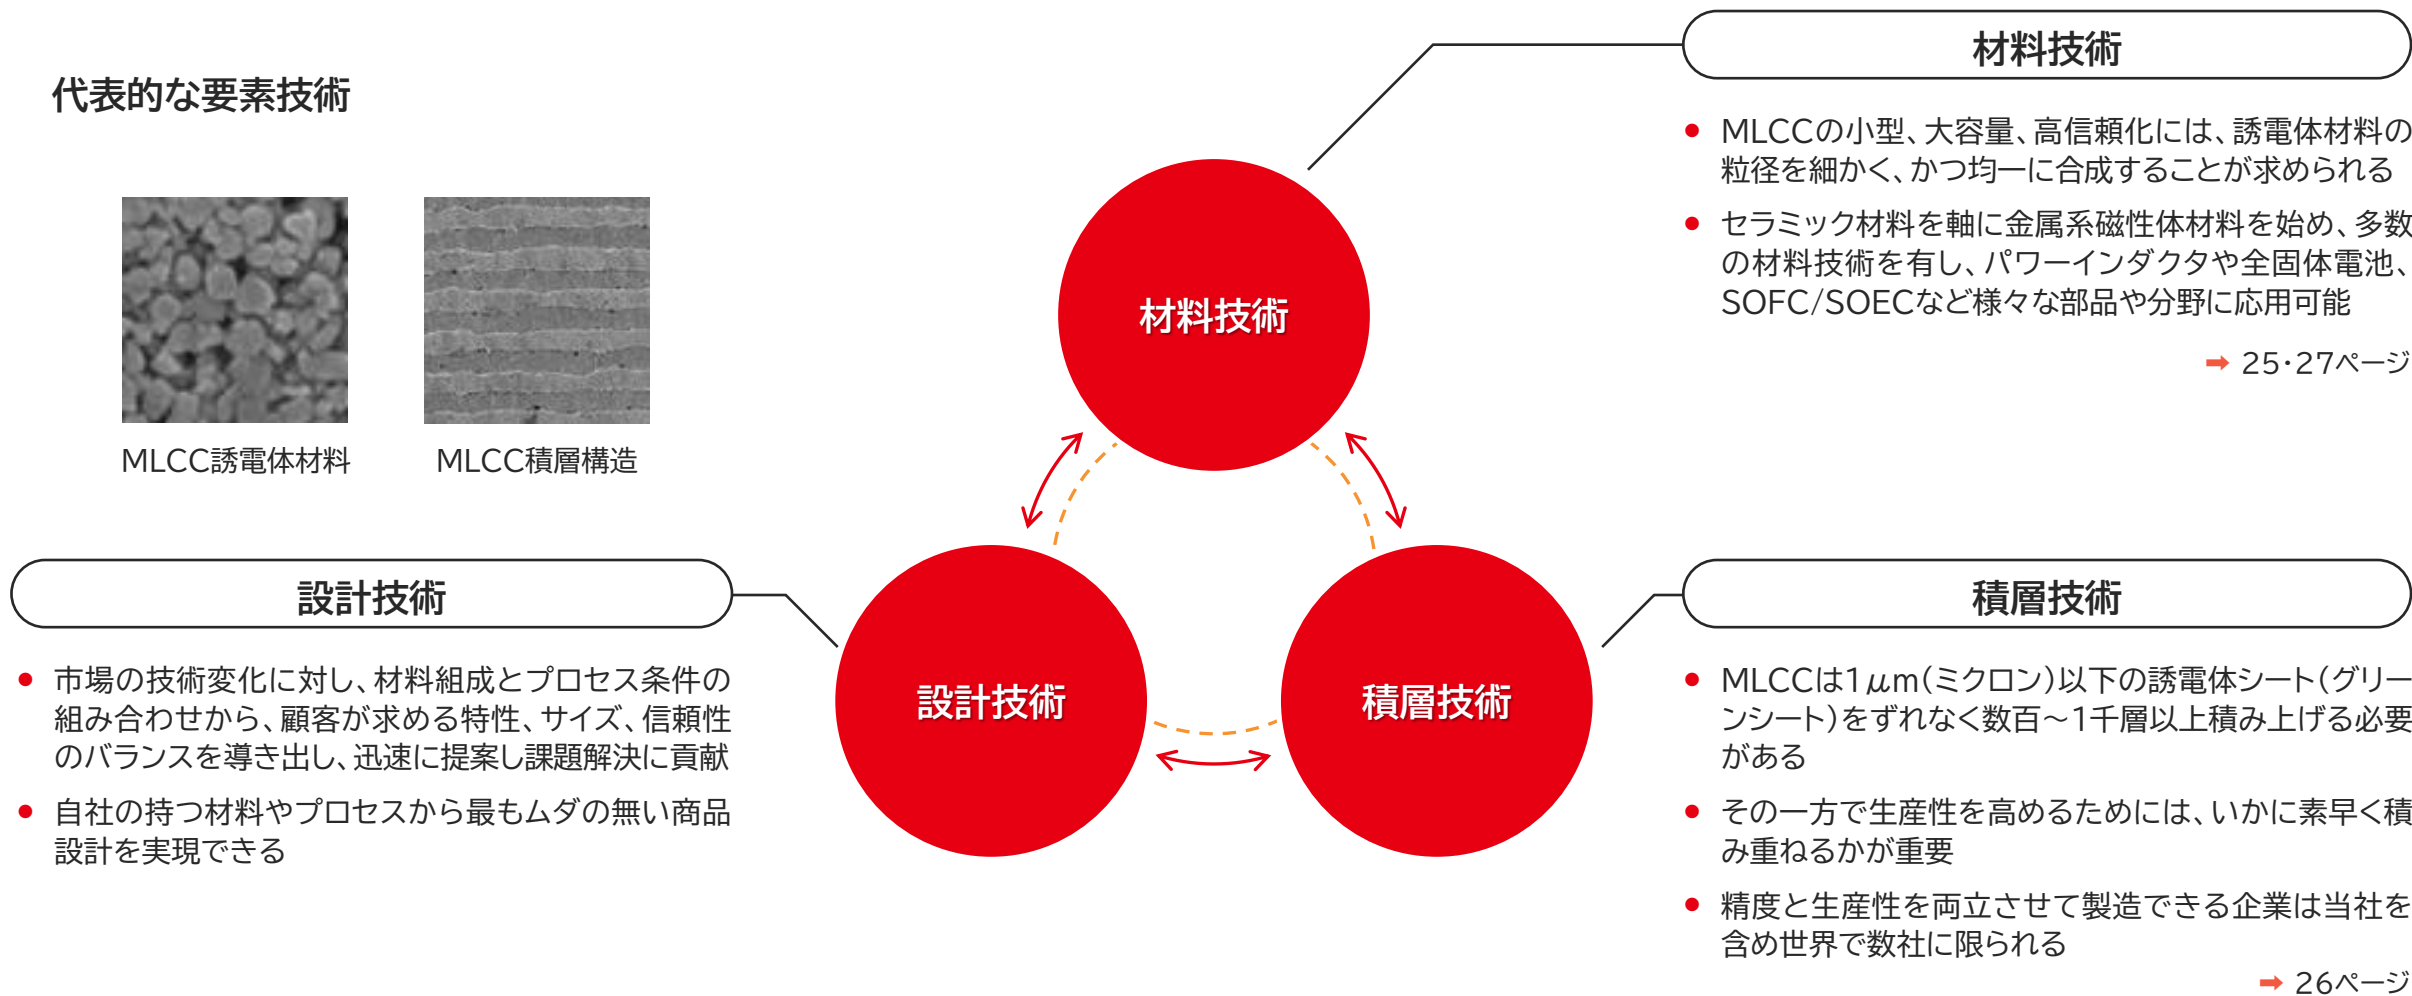 代表的な要素技術
MLCC誘電体材料
MLCC積層構造
材料技術
設計技術
積層技術
材料技術
● MLCCの小型、大容量、高信頼化には、誘電体材料の
粒径を細かく、かつ均一に合成することが求められる
● セラミック材料を軸に金属系磁性体材料を始め、多数
の材料技術を有し、パワーインダクタや全固体電池、
SOFC/SOECなど様々な部品や分野に応用可能
➡ 25・27ページ
設計技術
● 市場の技術変化に対し、材料組成とプロセス条件の
組み合わせから、顧客が求める特性、サイズ、信頼性
のバランスを導き出し、迅速に提案し課題解決に貢献
● 自社の持つ材料やプロセスから最もムダの無い商品
設計を実現できる
積層技術
● MLCCは1μm（ミクロン）以下の誘電体シート（グリー
ンシート）をずれなく数百～1千層以上積み上げる必要
がある
● その一方で生産性を高めるためには、いかに素早く積
み重ねるかが重要
● 精度と生産性を両立させて製造できる企業は当社を
含め世界で数社に限られる
➡ 26ページ